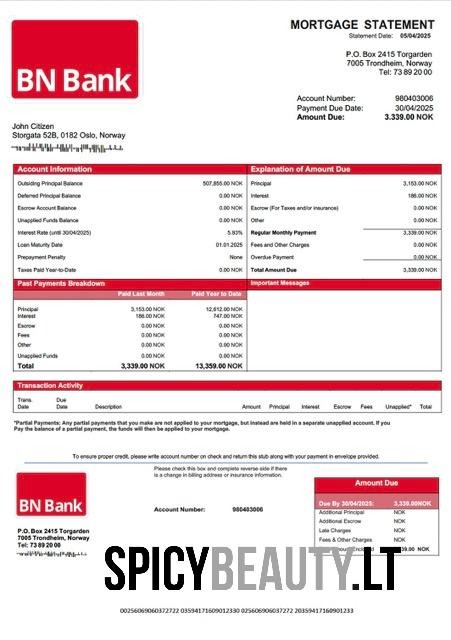 BN Bank
MORTGAGE STATEMENT
Statement Date: 05/04/2025
P.O. Box 2415 Torgarden
7005 Trondheim, Norway
Tel: 73 89 20 00
Account Number: 980403006
Payment Due Date: 30/04/2025
Amount Due: 3.339.00 NOK
John Citizen
Storgata 52B, 0182 Oslo, Norway
Account Information
Outsiding Principal Balance 507,855.00 NOK
Deferred Principal Balance 0.00 NOK
Escrow Account Balance 0.00 NOK
Unapplied Funds Balance 0.00 NOK
Interest Rate (until 30/04/2025) 5.93%
Loan Maturity Date 01.01.2025
Prepayment Penalty None
Taxes Paid Year-to-Date 0.00 NOK
Explanation of Amount Due
Principal 3,153.00 NOK
Interest 186.00 NOK
Escrow (For Taxes and/or insurance) 0.00 NOK
Other 0.00 NOK
Regular Monthly Payment 3,339.00 NOK
Fees and Other Charges 0.00 NOK
Overdue Payment 0.00 NOK
Total Amount Due 3,339.00 NOK
Past Payments Breakdown
Paid Last Month Paid Year to Date
Principal 3,153.00 NOK 12,612.00 NOK
Interest 186.00 NOK 747.00 NOK
Escrow 0.00 NOK 0.00 NOK
Fees 0.00 NOK 0.00 NOK
Other 0.00 NOK 0.00 NOK
Unapplied Funds 0.00 NOK 0.00 NOK
Total 3,339.00 NOK 13,359.00 NOK
Important Messages
Transaction Activity
Trans. Date Due Date Description Amount Principal Interest Escrow Fees Unapplied* Total
*Partial Payments: Any partial payments that you make are not applied to your mortgage, but instead are held in a separate unapplied account. If you
Pay the balance of a partial payment, the funds will then be applied to your mortgage.
To ensure proper credit, please write account number on check and return this stub along with your payment in envelope provided.
Please check this box and complete reverse side if there
is a change in billing address or insurance information.
BN Bank
Account Number: 980403006
P.O. Box 2415 Torgarden
7005 Trondheim, Norway
Tel: 73 89 20 00
Amount Due
Due By 30/04/2025: 3,339.00NOK
Additional Principal NOK
Additional Escrow NOK
Late Charges NOK
Fees & Other Charges NOK
NOK
SPICYBEAUTY.LT
00256069060372722 03594171609012330 0256069060372722 20359417160901233